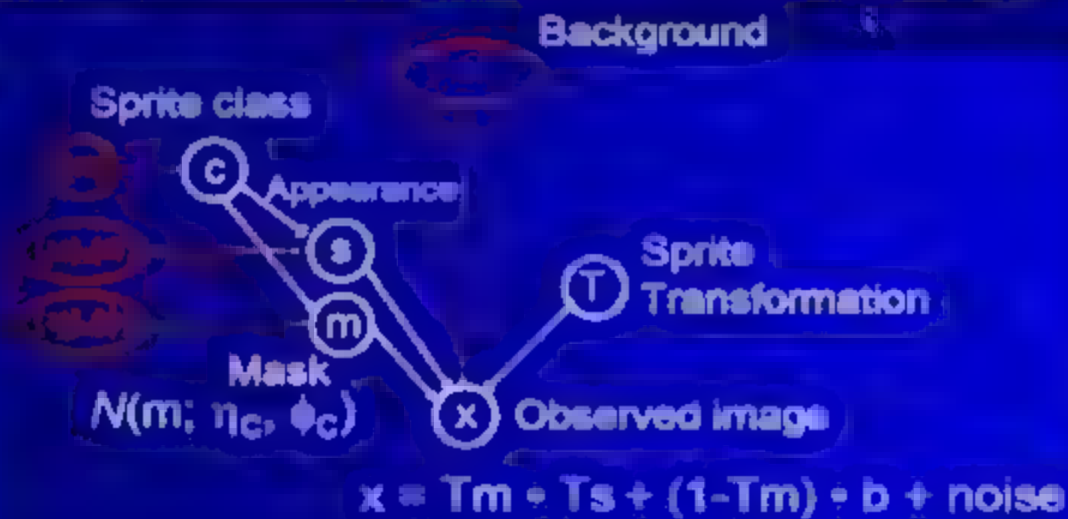 Background
Sprite class
c
Appearance
s
Sprite
T
Transformation
m
Mask
N(m; ηc, ϕc)
x
Observed image
x = Tm • Ts + (1-Tm) • b + noise